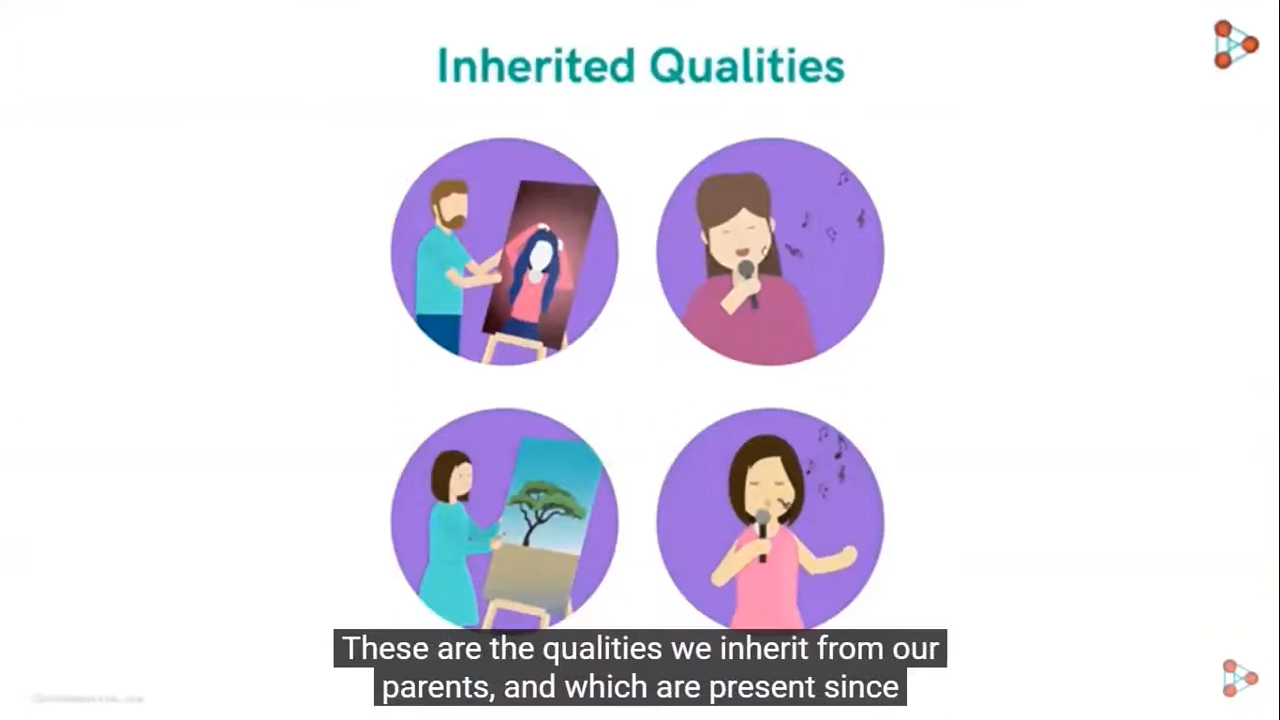 Inherited Qualities
These are the qualities we inherit from our
parents, and which are present since